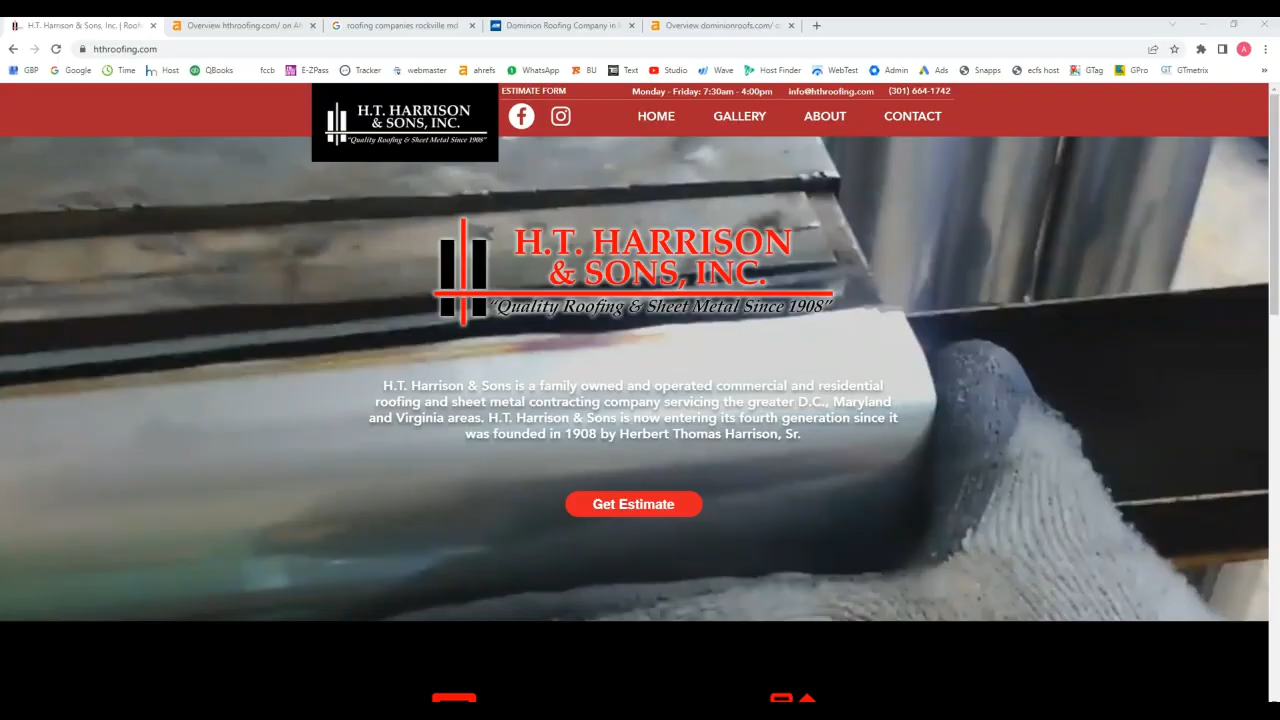 H.T. Harrison & Sons, Inc. | Roof
Overview hthroofing.com/ on A
roofing companies rockville md
Dominion Roofing Company in
Overview dominionroofs.com/
hthroofing.com
GBP Google Time Host QBooks fccb E-ZPass Tracker webmaster ahrefs WhatsApp BU Text Studio Wave Host Finder WebTest Admin Ads Snapps ecfs host GTag GPro GTmetrix »
H.T. HARRISON
& SONS, INC.
"Quality Roofing & Sheet Metal Since 1908"
ESTIMATE FORM
Monday - Friday: 7:30am - 4:00pm info@hthroofing.com (301) 664-1742
HOME GALLERY ABOUT CONTACT
H.T. HARRISON
& SONS, INC.
"Quality Roofing & Sheet Metal Since 1908"
H.T. Harrison & Sons is a family owned and operated commercial and residential
roofing and sheet metal contracting company servicing the greater D.C., Maryland
and Virginia areas. H.T. Harrison & Sons is now entering its fourth generation since it
was founded in 1908 by Herbert Thomas Harrison, Sr.
Get Estimate